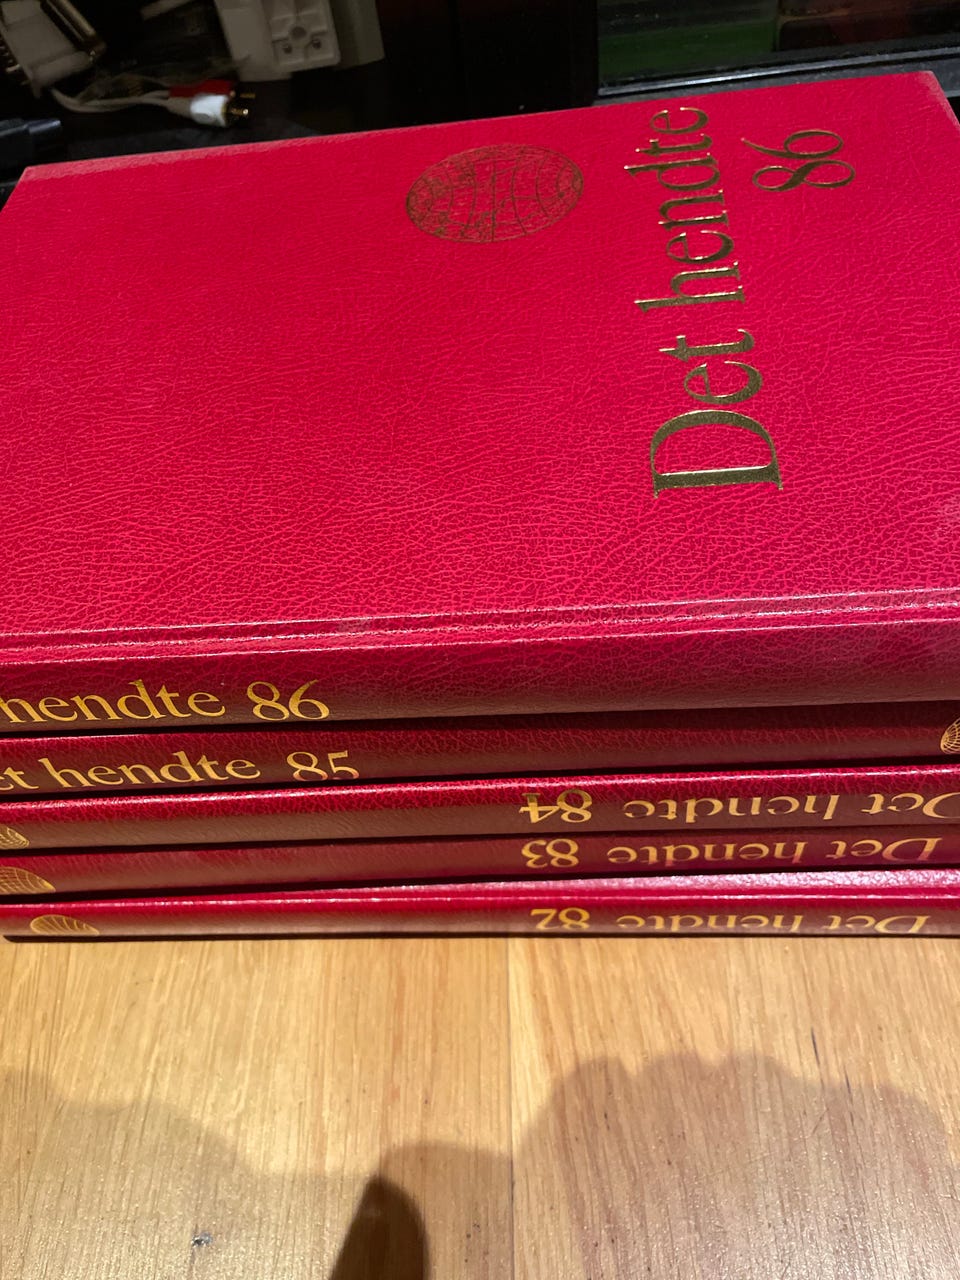 Det hendte
86
hendte 86
et hendte 85
Det hendte 84
Det hendte 83
Det hendte 82